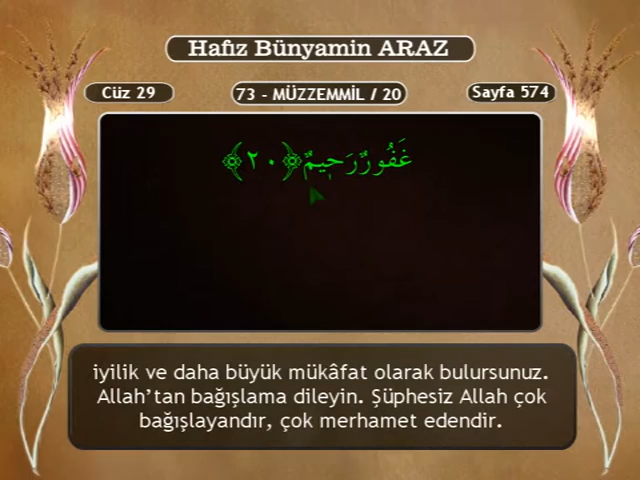 Hafız Bünyamin ARAZ
Cüz 29
73 - MÜZZEMMİL / 20
Sayfa 574
غَفُورٌ رَحٖيمٌ ﴿٢٠﴾
iyilik ve daha büyük mükâfat olarak bulursunuz.
Allah’tan bağışlama dileyin. Şüphesiz Allah çok
bağışlayandır, çok merhamet edendir.